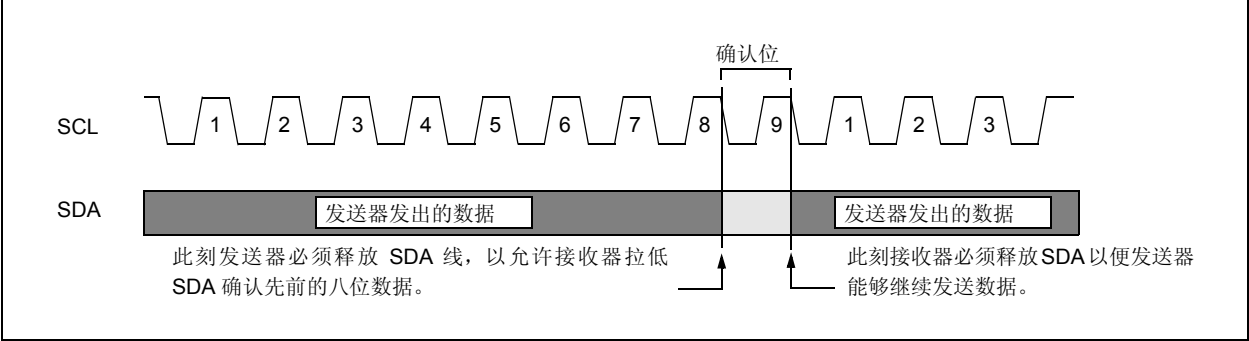 确认位
SCL
1 2 3 4 5 6 7 8 9 1 2 3
SDA
发送器发出的数据
发送器发出的数据
此刻发送器必须释放 SDA 线，以允许接收器拉低
SDA 确认先前的八位数据。
此刻接收器必须释放SDA以便发送器
能够继续发送数据。